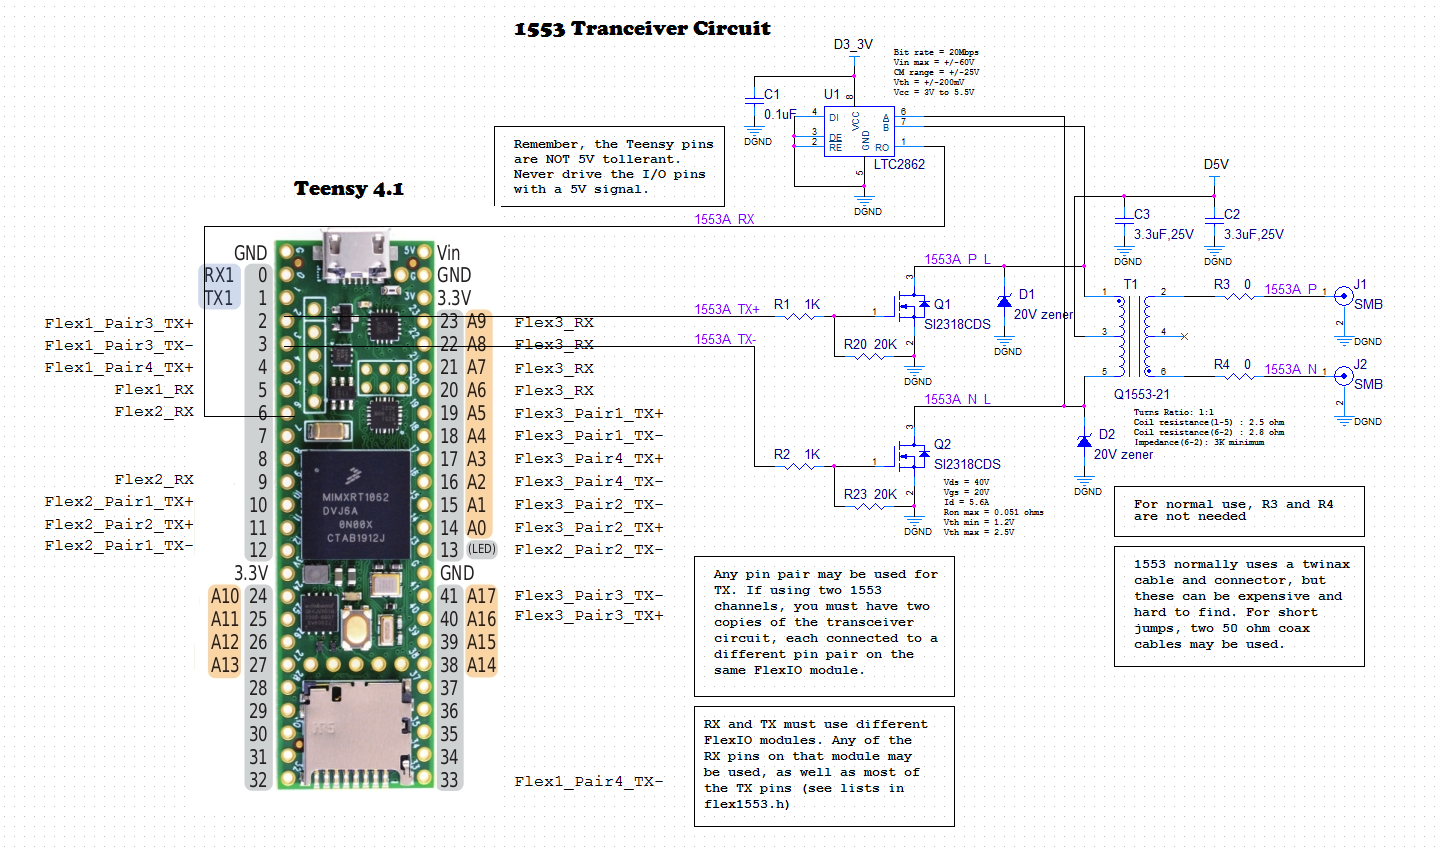 1553 Tranceiver Circuit
D3_3V
Bit rate = 20Mbps
Vin max = +/-60V
CM range = +/-25V
Vth = +/-200mV
Vcc = 3V to 5.5V
C1
0.1uF
DGND
U1
8
4 DI
3 DE
2 RE
VCC
GND
A 6
B 7
RO 1
5
LTC2862
DGND
Remember, the Teensy pins
are NOT 5V tollerant.
Never drive the I/O pins
with a 5V signal.
Teensy 4.1
1553A_RX
D5V
C3
3.3uF,25V
DGND
C2
3.3uF,25V
DGND
GND
Vin
RX1 0
GND
TX1 1
3.3V
Flex1_Pair3_TX+ 2
23 A9 Flex3_RX
Flex1_Pair3_TX- 3
22 A8 Flex3_RX
Flex1_Pair4_TX+ 4
21 A7 Flex3_RX
Flex1_RX 5
20 A6 Flex3_RX
Flex2_RX 6
19 A5 Flex3_Pair1_TX+
7
18 A4 Flex3_Pair1_TX-
8
17 A3 Flex3_Pair4_TX+
Flex2_RX 9
16 A2 Flex3_Pair4_TX-
Flex2_Pair1_TX+ 10
15 A1 Flex3_Pair2_TX-
Flex2_Pair2_TX+ 11
14 A0 Flex3_Pair2_TX+
Flex2_Pair1_TX- 12
13 (LED) Flex2_Pair2_TX-
3.3V
GND
A10 24
41 A17 Flex3_Pair3_TX-
A11 25
40 A16 Flex3_Pair3_TX+
A12 26
39 A15
A13 27
38 A14
28
37
29
36
30
35
31
34
32
33 Flex1_Pair4_TX-
MIMXRT1062
DVJ6A
0N00X
CTAB1912J
1553A_TX+
R1 1K
1553A_TX-
1553A_P_L
3
1
Q1
SI2318CDS
R20 20K
2
DGND
D1
20V zener
DGND
1553A_N_L
3
R2 1K
1
Q2
SI2318CDS
R23 20K
2
DGND
Vds = 40V
Vgs = 20V
Id = 5.6A
Ron max = 0.051 ohms
Vth min = 1.2V
Vth max = 2.5V
D2
20V zener
DGND
T1
1
2
3
4
5
6
Q1553-21
Turns Ratio: 1:1
Coil resistance(1-5) : 2.5 ohm
Coil resistance(6-2) : 2.8 ohm
Impedance(6-2): 3K minimum
R3 0
1553A_P 1
J1
SMB
2
DGND
R4 0
1553A_N 1
J2
SMB
2
DGND
For normal use, R3 and R4
are not needed
1553 normally uses a twinax
cable and connector, but
these can be expensive and
hard to find. For short
jumps, two 50 ohm coax
cables may be used.
Any pin pair may be used for
TX. If using two 1553
channels, you must have two
copies of the transceiver
circuit, each connected to a
different pin pair on the
same FlexIO module.
RX and TX must use different
FlexIO modules. Any of the
RX pins on that module may
be used, as well as most of
the TX pins (see lists in
flex1553.h)